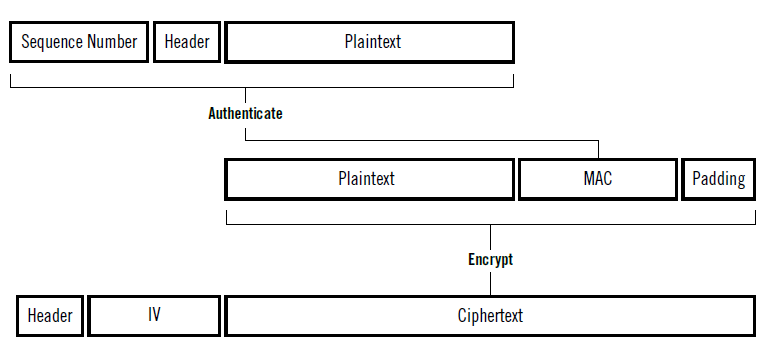 Sequence Number Header Plaintext
Authenticate
Plaintext MAC Padding
Encrypt
Header IV Ciphertext